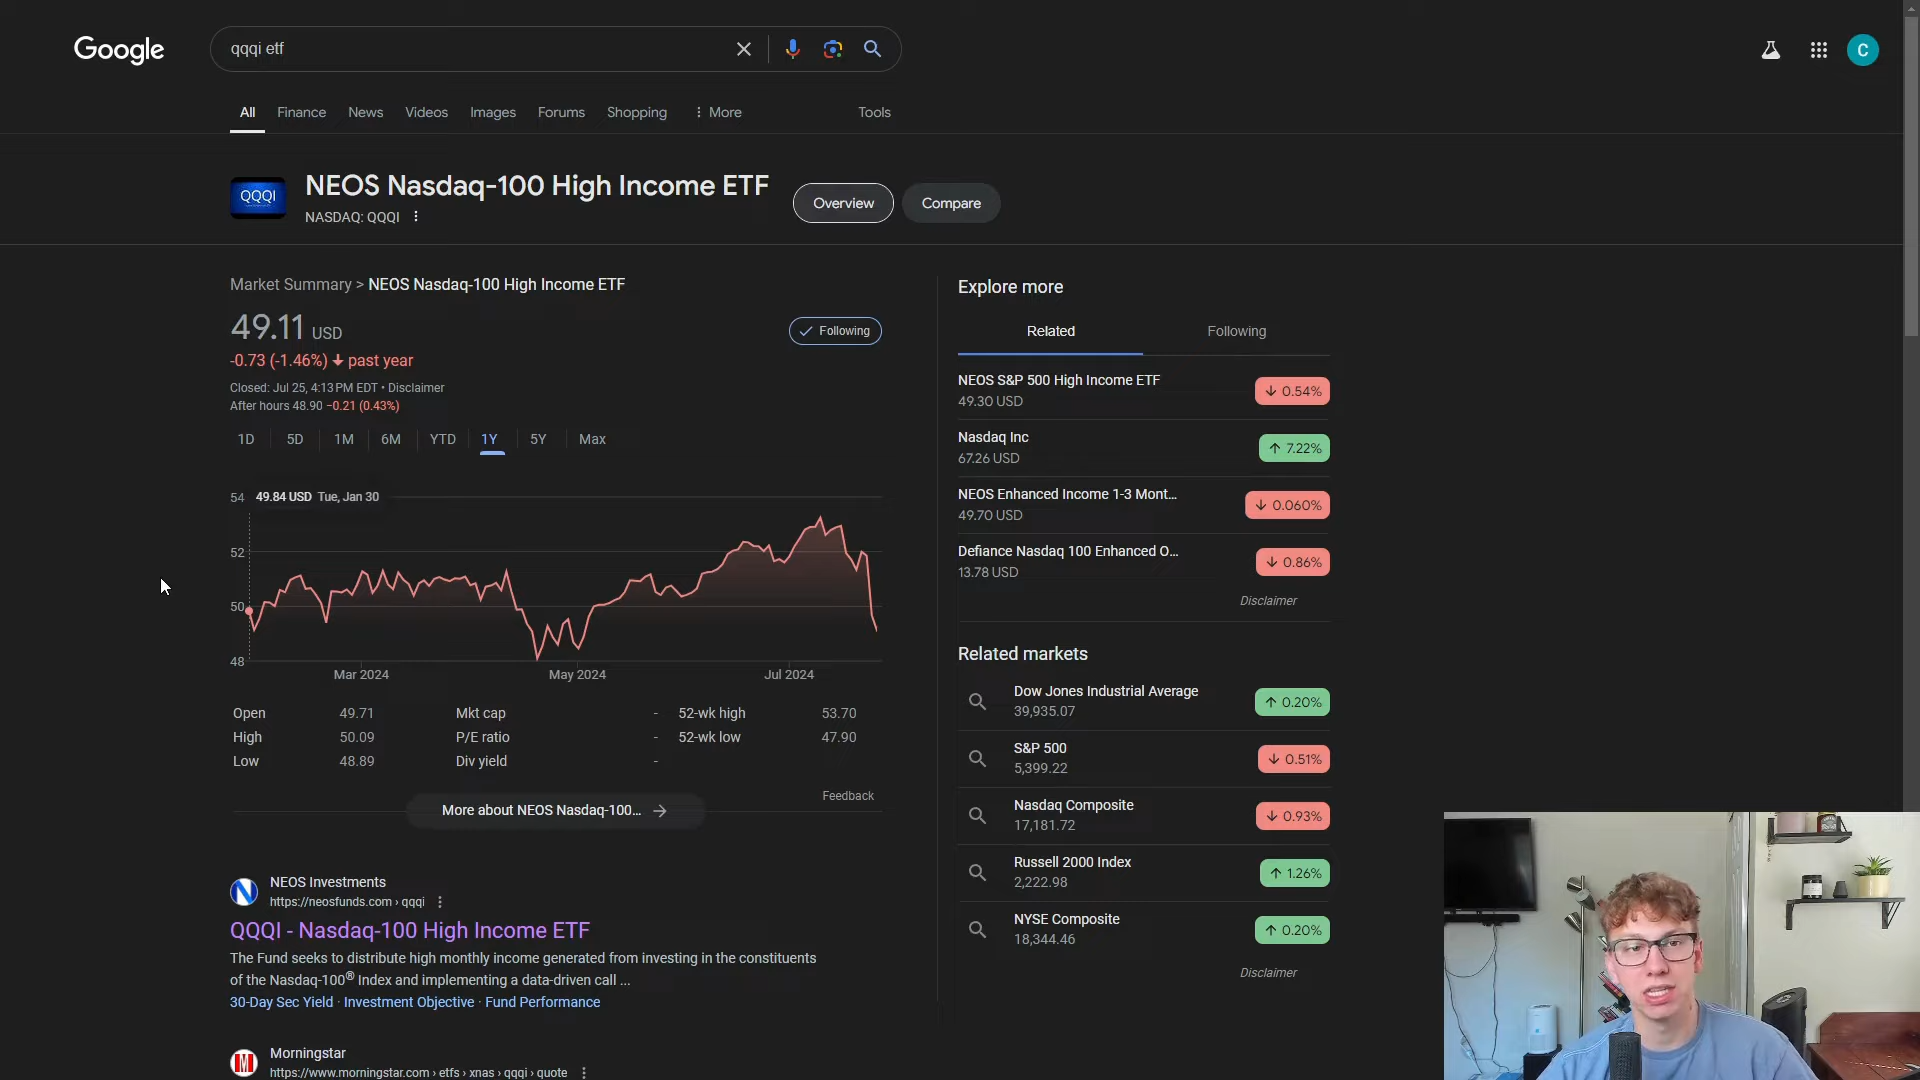 Google
qqqi etf
C
All Finance News Videos Images Forums Shopping More Tools
QQQI
NEOS Nasdaq-100 High Income ETF
NASDAQ: QQQI
Overview
Compare
Market Summary > NEOS Nasdaq-100 High Income ETF
49.11 USD
Following
-0.73 (-1.46%) past year
Closed: Jul 25, 4:13 PM EDT • Disclaimer
After hours 48.90 −0.21 (0.43%)
1D 5D 1M 6M YTD 1Y 5Y Max
49.84 USD Tue, Jan 30
54
52
50
48
Mar 2024 May 2024 Jul 2024
Open 49.71 Mkt cap - 52-wk high 53.70
High 50.09 P/E ratio - 52-wk low 47.90
Low 48.89 Div yield -
Feedback
More about NEOS Nasdaq-100...
NEOS Investments
https://neosfunds.com › qqqi
QQQI - Nasdaq-100 High Income ETF
The Fund seeks to distribute high monthly income generated from investing in the constituents
of the Nasdaq-100® Index and implementing a data-driven call ...
30-Day Sec Yield · Investment Objective · Fund Performance
Morningstar
https://www.morningstar.com › etfs › xnas › qqqi › quote
Explore more
Related Following
NEOS S&P 500 High Income ETF
49.30 USD
0.54%
Nasdaq Inc
67.26 USD
7.22%
NEOS Enhanced Income 1-3 Mont...
49.70 USD
0.060%
Defiance Nasdaq 100 Enhanced O...
13.78 USD
0.86%
Disclaimer
Related markets
Dow Jones Industrial Average
39,935.07
0.20%
S&P 500
5,399.22
0.51%
Nasdaq Composite
17,181.72
0.93%
Russell 2000 Index
2,222.98
1.26%
NYSE Composite
18,344.46
0.20%
Disclaimer